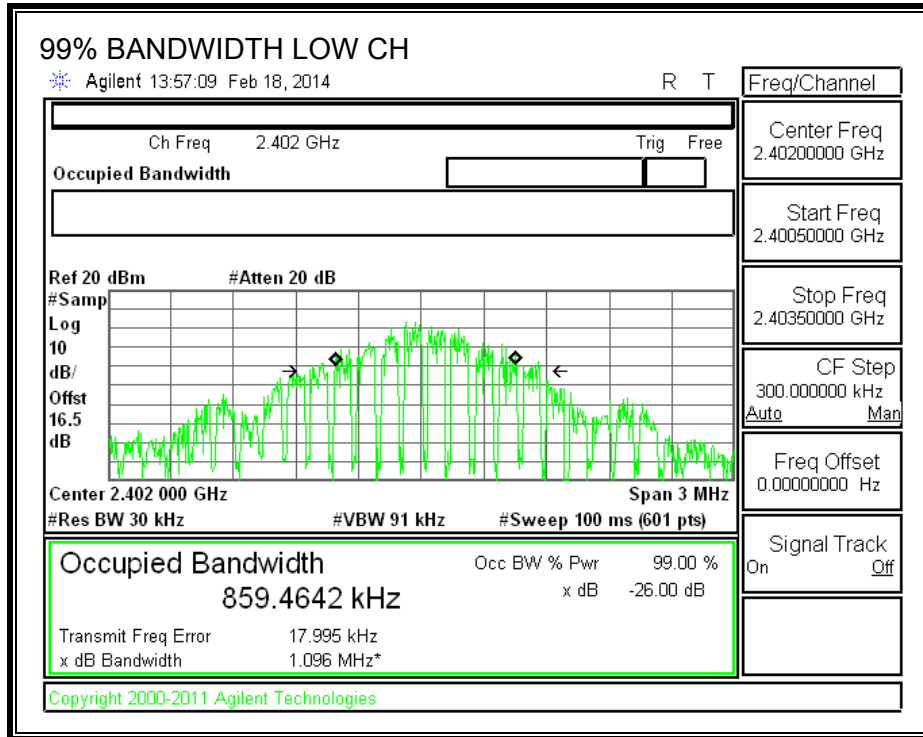 99% BANDWIDTH LOW CH
Agilent 13:57:09 Feb 18, 2014 R T
Freq/Channel
Ch Freq 2.402 GHz Trig Free
Occupied Bandwidth
Center Freq
2.40200000 GHz
Start Freq
2.40050000 GHz
Stop Freq
2.40350000 GHz
CF Step
300.000000 kHz
Auto Man
Freq Offset
0.00000000 Hz
Signal Track
On Off
Ref 20 dBm #Atten 20 dB
#Samp
Log
10
dB/
Offst
16.5
dB
Center 2.402 000 GHz Span 3 MHz
#Res BW 30 kHz #VBW 91 kHz #Sweep 100 ms (601 pts)
Occupied Bandwidth Occ BW % Pwr 99.00 %
859.4642 kHz x dB -26.00 dB
Transmit Freq Error 17.995 kHz
x dB Bandwidth 1.096 MHz*
Copyright 2000-2011 Agilent Technologies